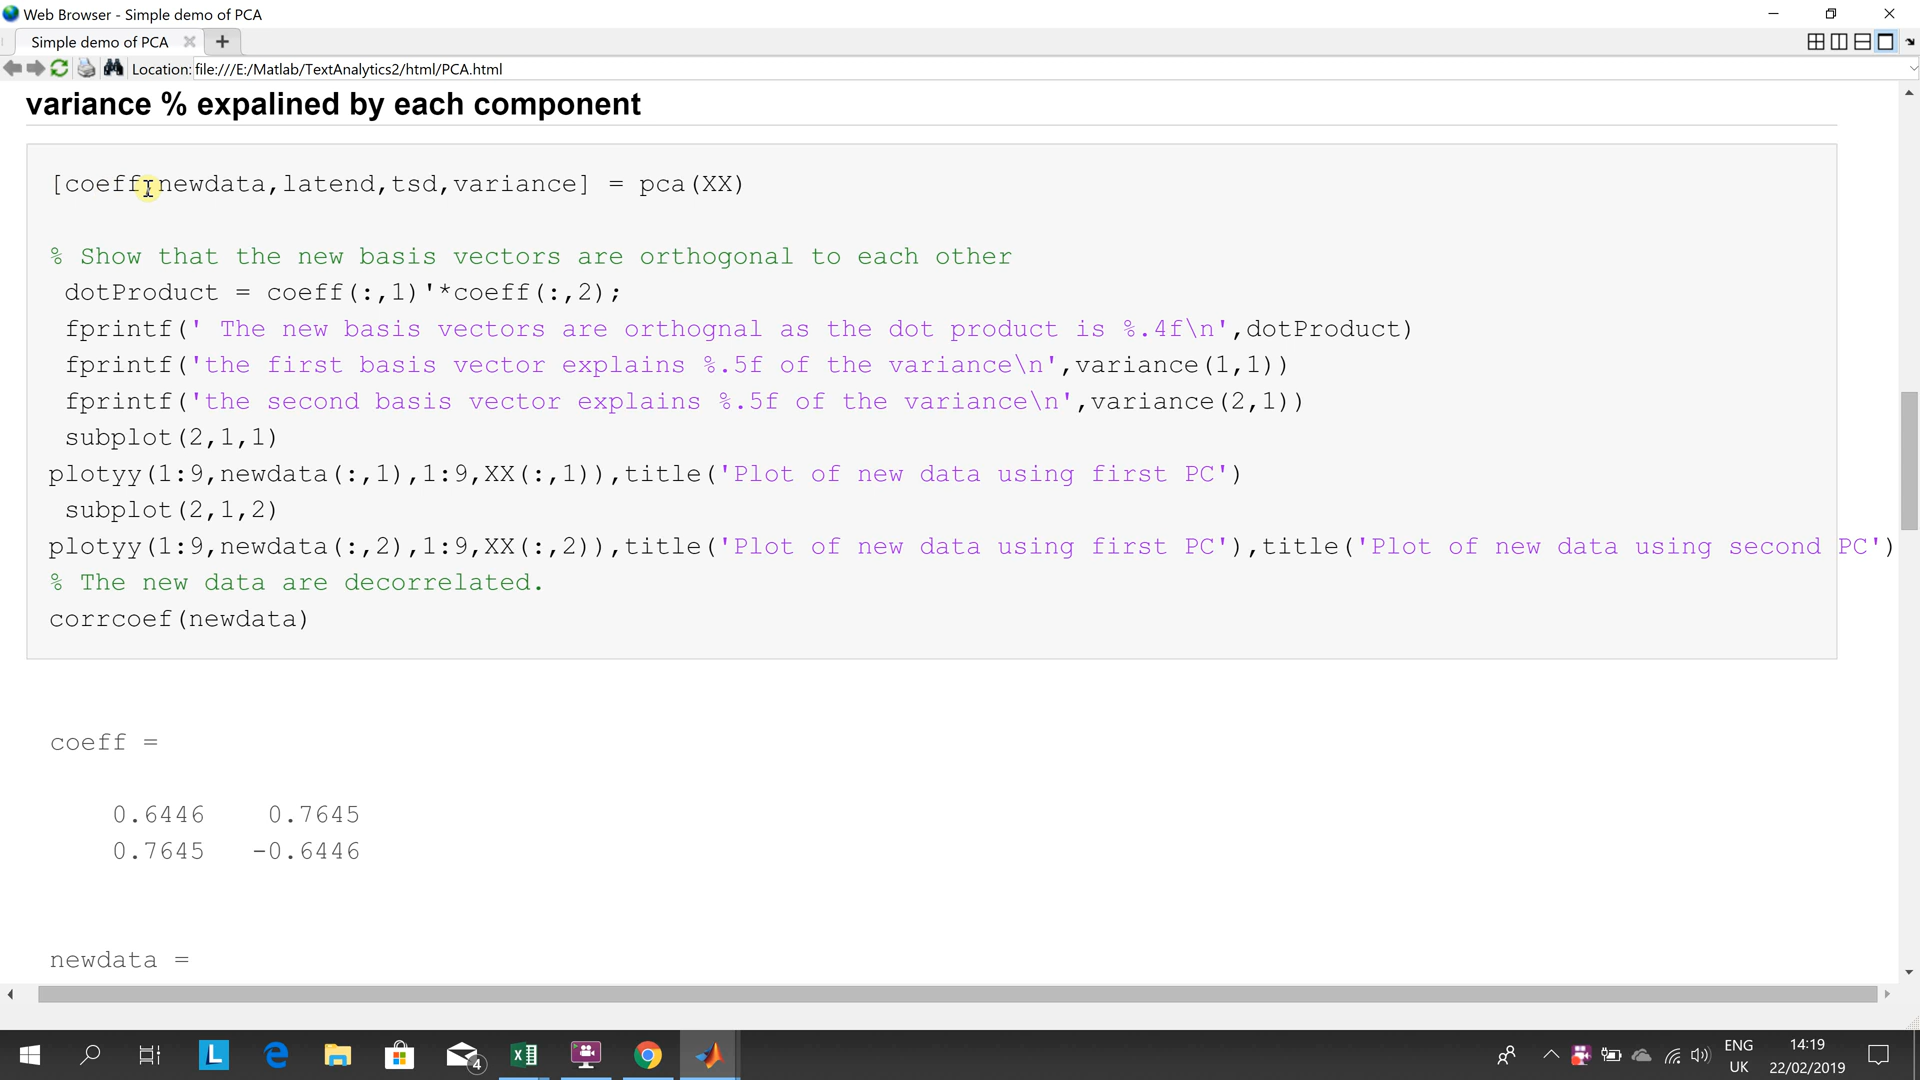 Web Browser - Simple demo of PCA
Simple demo of PCA
Location: file:///E:/Matlab/TextAnalytics2/html/PCA.html
variance % expalined by each component
[coeff,newdata,latend,tsd,variance] = pca(XX)
% Show that the new basis vectors are orthogonal to each other
dotProduct = coeff(:,1)'*coeff(:,2);
fprintf(' The new basis vectors are orthognal as the dot product is %.4f\n',dotProduct)
fprintf('the first basis vector explains %.5f of the variance\n',variance(1,1))
fprintf('the second basis vector explains %.5f of the variance\n',variance(2,1))
subplot(2,1,1)
plotyy(1:9,newdata(:,1),1:9,XX(:,1)),title('Plot of new data using first PC')
subplot(2,1,2)
plotyy(1:9,newdata(:,2),1:9,XX(:,2)),title('Plot of new data using first PC'),title('Plot of new data using second PC')
% The new data are decorrelated.
corrcoef(newdata)
coeff =
0.6446 0.7645
0.7645 -0.6446
newdata =
L
4
ENG
UK
14:19
22/02/2019